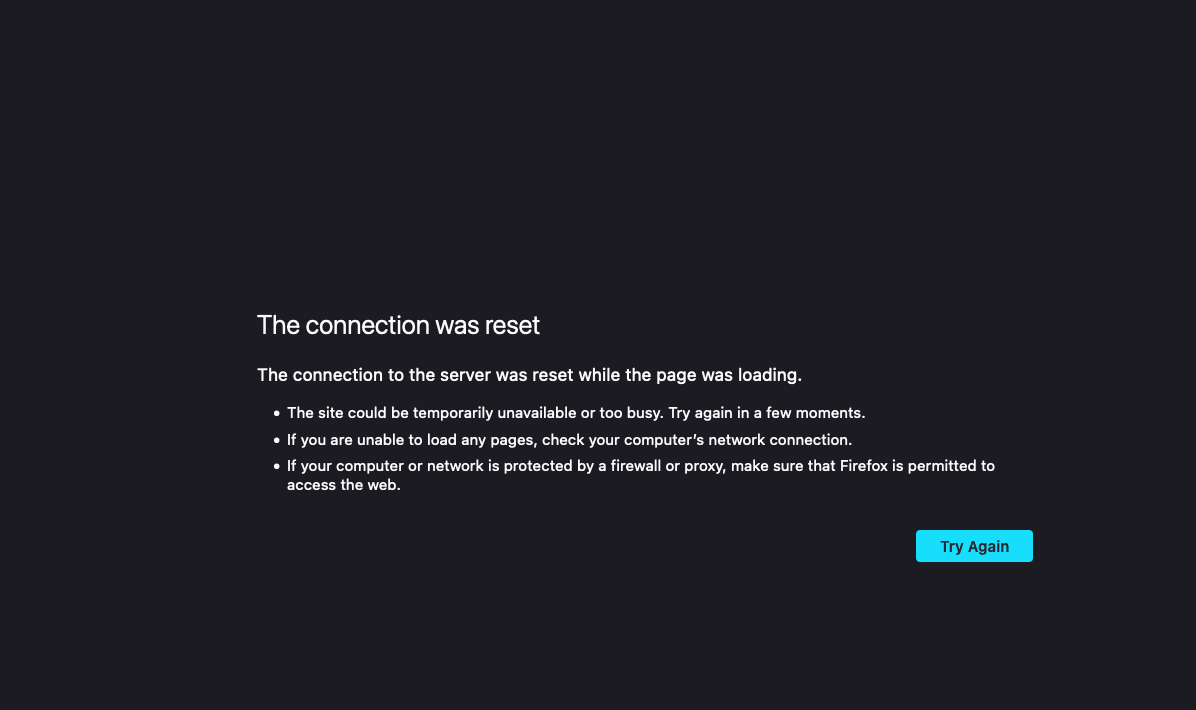 The connection was reset
The connection to the server was reset while the page was loading.
• The site could be temporarily unavailable or too busy. Try again in a few moments.
• If you are unable to load any pages, check your computer’s network connection.
• If your computer or network is protected by a firewall or proxy, make sure that Firefox is permitted to
access the web.
Try Again